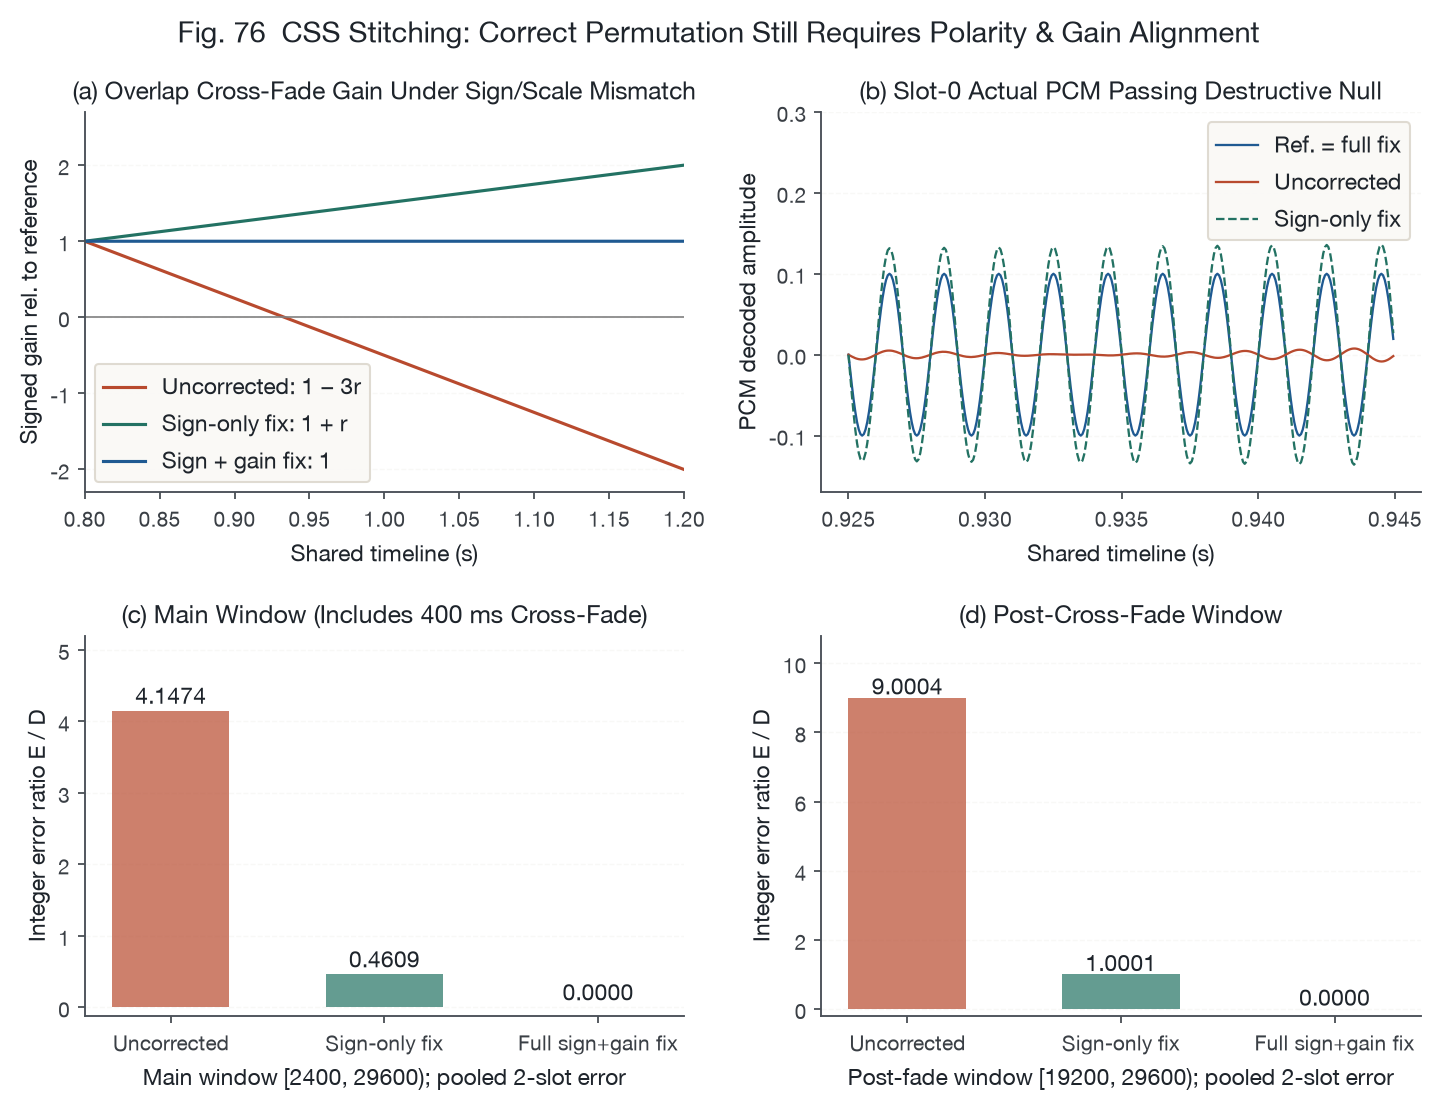 Fig. 76  CSS Stitching: Correct Permutation Still Requires Polarity & Gain Alignment
(a) Overlap Cross-Fade Gain Under Sign/Scale Mismatch
Signed gain rel. to reference
2
1
0
-1
-2
Uncorrected: 1 − 3r
Sign-only fix: 1 + r
Sign + gain fix: 1
0.80
0.85
0.90
0.95
1.00
1.05
1.10
1.15
1.20
Shared timeline (s)
(b) Slot-0 Actual PCM Passing Destructive Null
PCM decoded amplitude
0.3
0.2
0.1
0.0
-0.1
Ref. = full fix
Uncorrected
Sign-only fix
0.925
0.930
0.935
0.940
0.945
Shared timeline (s)
(c) Main Window (Includes 400 ms Cross-Fade)
Integer error ratio E / D
5
4
3
2
1
0
4.1474
0.4609
0.0000
Uncorrected
Sign-only fix
Full sign+gain fix
Main window [2400, 29600); pooled 2-slot error
(d) Post-Cross-Fade Window
Integer error ratio E / D
10
8
6
4
2
0
9.0004
1.0001
0.0000
Uncorrected
Sign-only fix
Full sign+gain fix
Post-fade window [19200, 29600); pooled 2-slot error